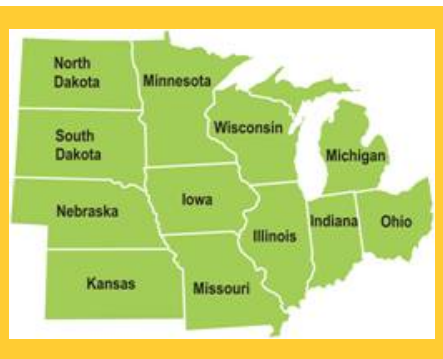 North
Dakota
Minnesota
Wisconsin
South
Dakota
Michigan
Iowa
Nebraska
Indiana
Ohio
Illinois
Kansas
Missouri